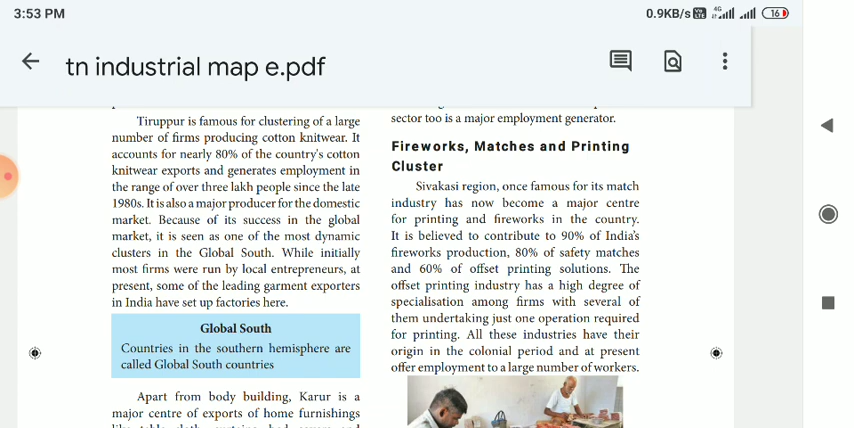 3:53 PM
0.9KB/s
4G
16
tn industrial map e.pdf
Tiruppur is famous for clustering of a large
number of firms producing cotton knitwear. It
accounts for nearly 80% of the country's cotton
knitwear exports and generates employment in
the range of over three lakh people since the late
1980s. It is also a major producer for the domestic
market. Because of its success in the global
market, it is seen as one of the most dynamic
clusters in the Global South. While initially
most firms were run by local entrepreneurs, at
present, some of the leading garment exporters
in India have set up factories here.
Global South
Countries in the southern hemisphere are
called Global South countries
Apart from body building, Karur is a
major centre of exports of home furnishings
sector too is a major employment generator.
Fireworks, Matches and Printing
Cluster
Sivakasi region, once famous for its match
industry has now become a major centre
for printing and fireworks in the country.
It is believed to contribute to 90% of India's
fireworks production, 80% of safety matches
and 60% of offset printing solutions. The
offset printing industry has a high degree of
specialisation among firms with several of
them undertaking just one operation required
for printing. All these industries have their
origin in the colonial period and at present
offer employment to a large number of workers.